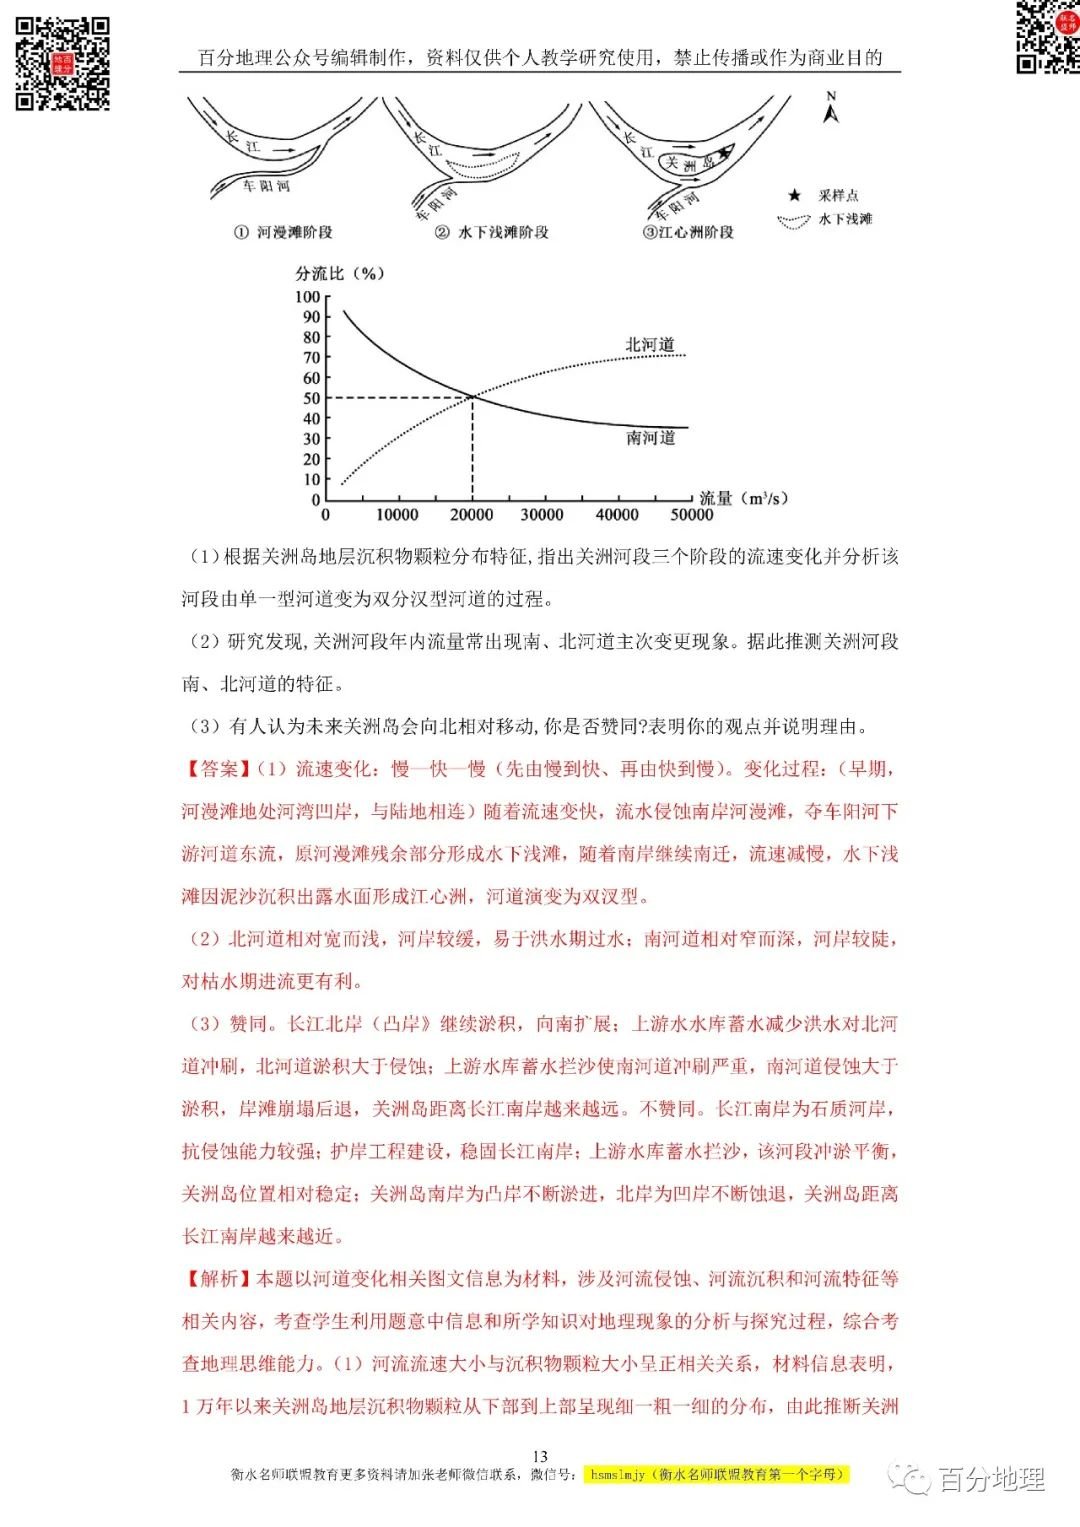 百分地理公众号编辑制作，资料仅供个人教学研究使用，禁止传播或作为商业目的
长江
车阳河
① 河漫滩阶段
长江
车阳河
② 水下浅滩阶段
长江
关洲岛
车阳河
③江心洲阶段
N
★ 采样点
水下浅滩
分流比（%）
100
90
80
70
60
50
40
30
20
10
0
北河道
南河道
流量（m³/s）
0 10000 20000 30000 40000 50000
（1）根据关洲岛地层沉积物颗粒分布特征,指出关洲河段三个阶段的流速变化并分析该
河段由单一型河道变为双分汊型河道的过程。
（2）研究发现,关洲河段年内流量常出现南、北河道主次变更现象。据此推测关洲河段
南、北河道的特征。
（3）有人认为未来关洲岛会向北相对移动,你是否赞同?表明你的观点并说明理由。
【答案】（1）流速变化：慢一快一慢（先由慢到快、再由快到慢）。变化过程：（早期，
河漫滩地处河湾凹岸，与陆地相连）随着流速变快，流水侵蚀南岸河漫滩，夺车阳河下
游河道东流，原河漫滩残余部分形成水下浅滩，随着南岸继续南迁，流速减慢，水下浅
滩因泥沙沉积出露水面形成江心洲，河道演变为双汊型。
（2）北河道相对宽而浅，河岸较缓，易于洪水期过水；南河道相对窄而深，河岸较陡，
对枯水期进流更有利。
（3）赞同。长江北岸（凸岸》继续淤积，向南扩展；上游水水库蓄水减少洪水对北河
道冲刷，北河道淤积大于侵蚀；上游水库蓄水拦沙使南河道冲刷严重，南河道侵蚀大于
淤积，岸滩崩塌后退，关洲岛距离长江南岸越来越远。不赞同。长江南岸为石质河岸，
抗侵蚀能力较强；护岸工程建设，稳固长江南岸；上游水库蓄水拦沙，该河段冲淤平衡，
关洲岛位置相对稳定；关洲岛南岸为凸岸不断淤进，北岸为凹岸不断蚀退，关洲岛距离
长江南岸越来越近。
【解析】本题以河道变化相关图文信息为材料，涉及河流侵蚀、河流沉积和河流特征等
相关内容，考查学生利用题意中信息和所学知识对地理现象的分析与探究过程，综合考
查地理思维能力。（1）河流流速大小与沉积物颗粒大小呈正相关关系，材料信息表明，
1万年以来关洲岛地层沉积物颗粒从下部到上部呈现细一粗一细的分布，由此推断关洲
13
衡水名师联盟教育更多资料请加张老师微信联系，微信号： hsmslmjy（衡水名师联盟教育第一个字母）
百分地理